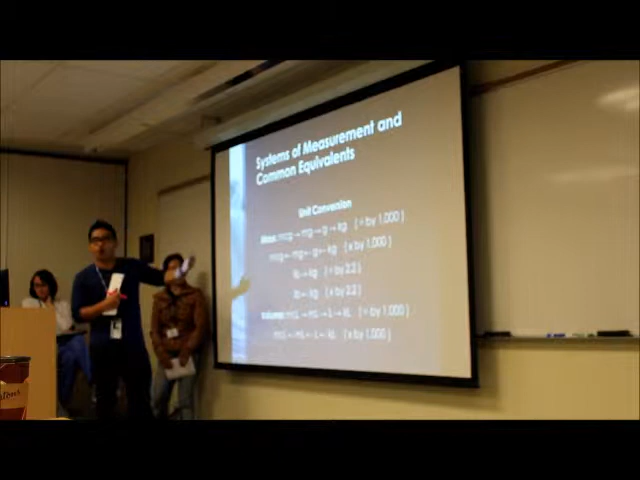 Systems of Measurement and
Common Equivalents
Unit Conversion
Mass: mcg→mg→g→kg (÷ by 1,000)
mcg←mg←g←kg (x by 1,000)
lb→kg (÷ by 2.2)
lb←kg (x by 2.2)
Volume: mcL→mL→L→kL (÷ by 1,000)
mcL←mL←L←kL (x by 1,000)